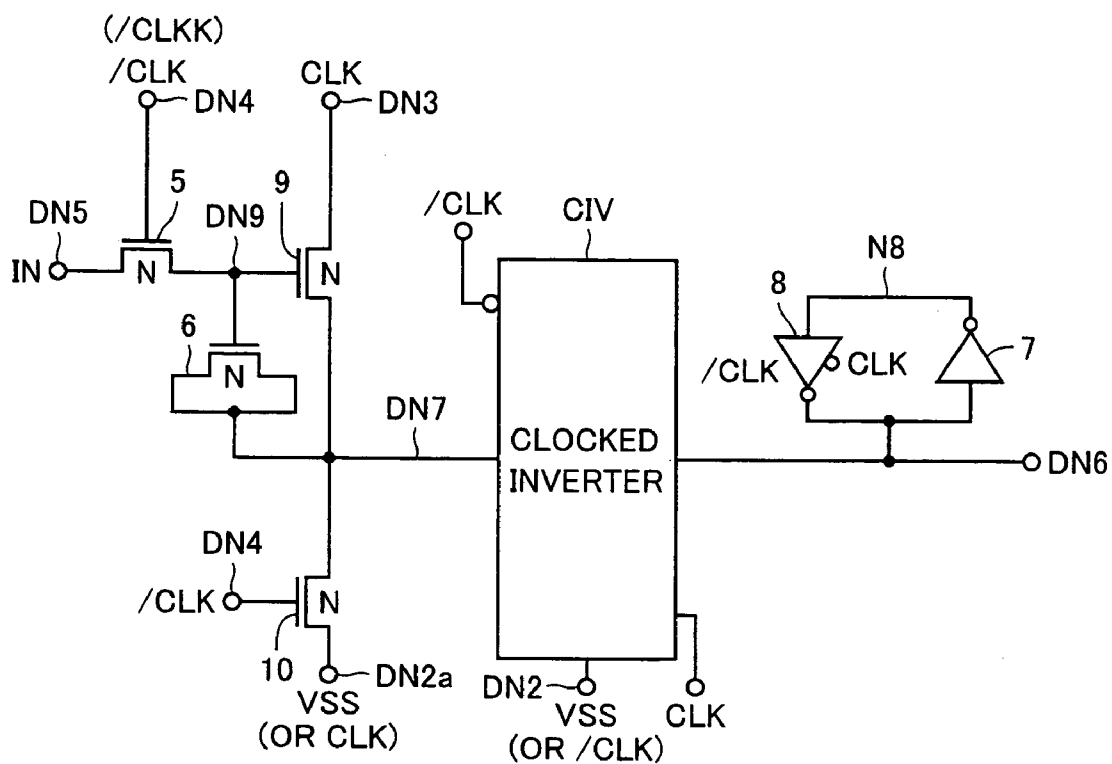 (/CLKK)
/CLK
DN4
CLK
DN3
5
9
DN5
DN9
IN
N
N
/CLK
CIV
N8
8
/CLK
CLK
7
6
N
DN7
CLOCKED
INVERTER
DN6
DN4
/CLK
N
10
DN2a
VSS
(OR CLK)
DN2
VSS
(OR /CLK)
CLK